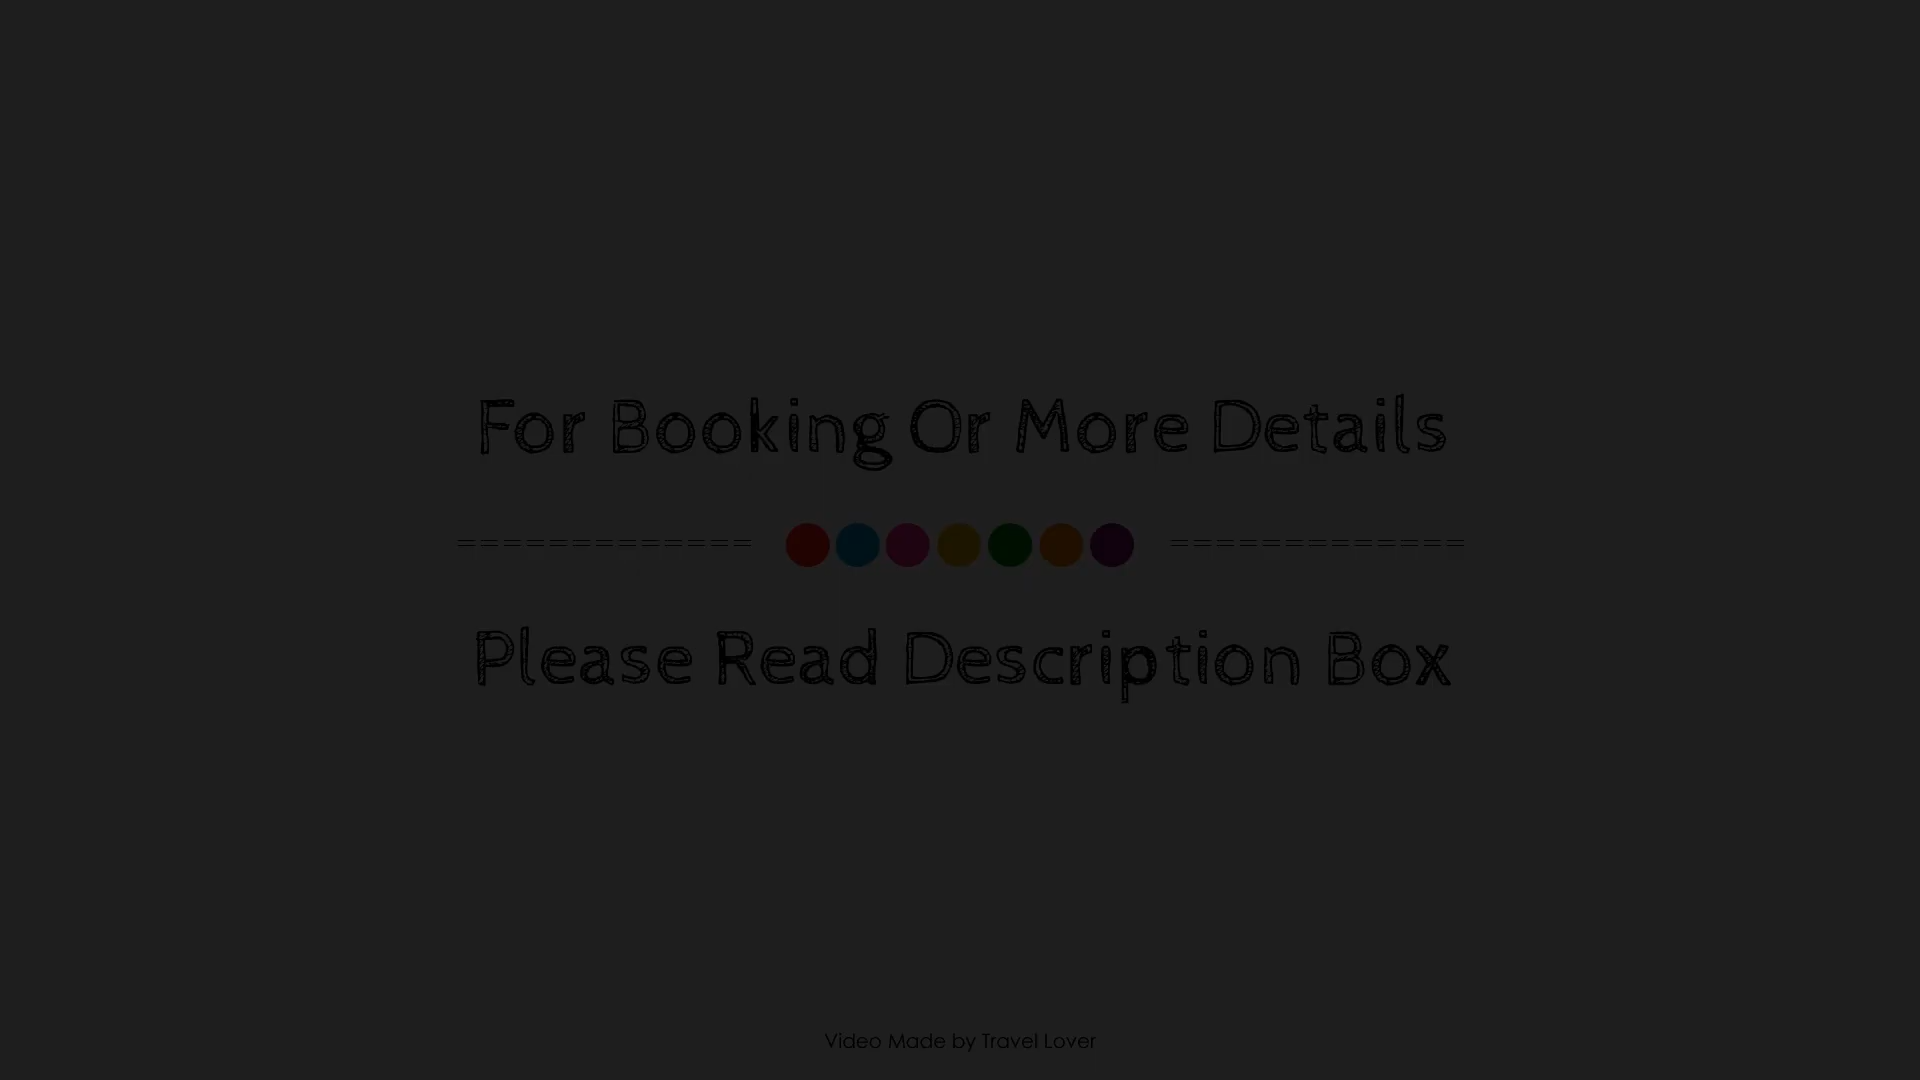 For Booking Or More Details
============= =============
Please Read Description Box
Video Made by Travel Lover